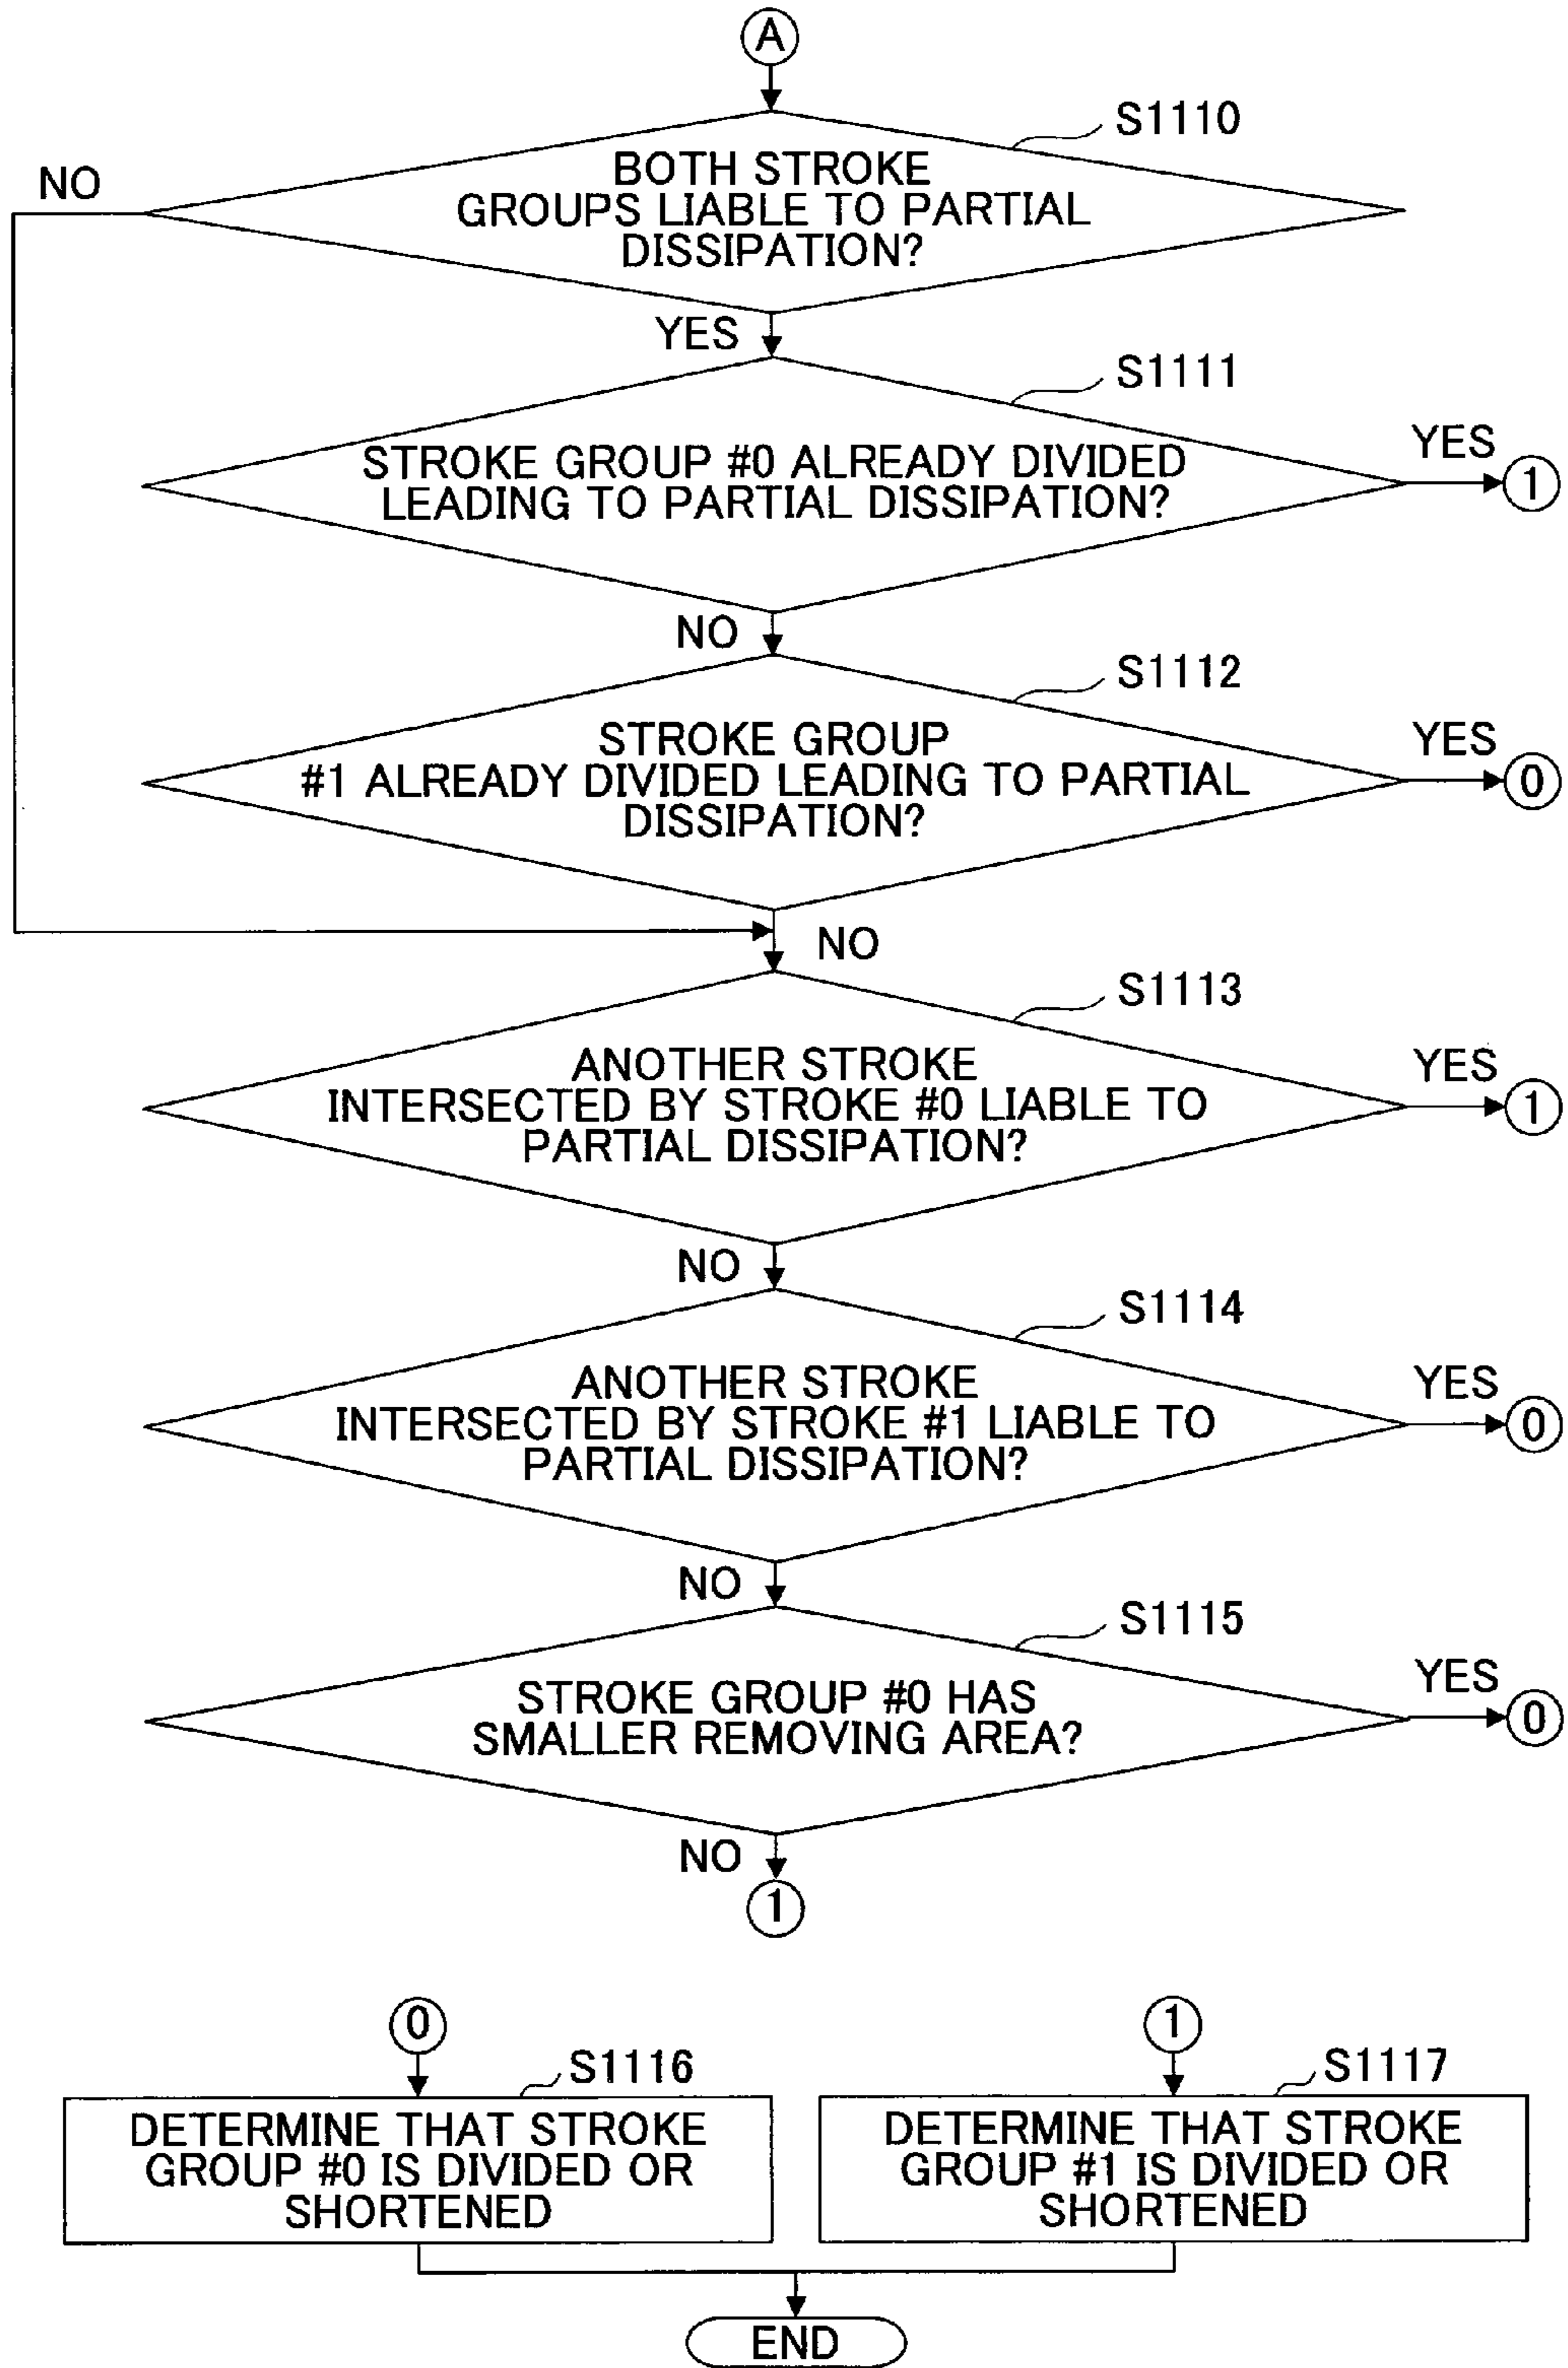 A
S1110
NO
BOTH STROKE
GROUPS LIABLE TO PARTIAL
DISSIPATION?
YES
S1111
STROKE GROUP #0 ALREADY DIVIDED
LEADING TO PARTIAL DISSIPATION?
YES
1
NO
S1112
STROKE GROUP
#1 ALREADY DIVIDED LEADING TO PARTIAL
DISSIPATION?
YES
0
NO
S1113
ANOTHER STROKE
INTERSECTED BY STROKE #0 LIABLE TO
PARTIAL DISSIPATION?
YES
1
NO
S1114
ANOTHER STROKE
INTERSECTED BY STROKE #1 LIABLE TO
PARTIAL DISSIPATION?
YES
0
NO
S1115
STROKE GROUP #0 HAS
SMALLER REMOVING AREA?
YES
0
NO
1
0
S1116
DETERMINE THAT STROKE
GROUP #0 IS DIVIDED OR
SHORTENED
1
S1117
DETERMINE THAT STROKE
GROUP #1 IS DIVIDED OR
SHORTENED
END